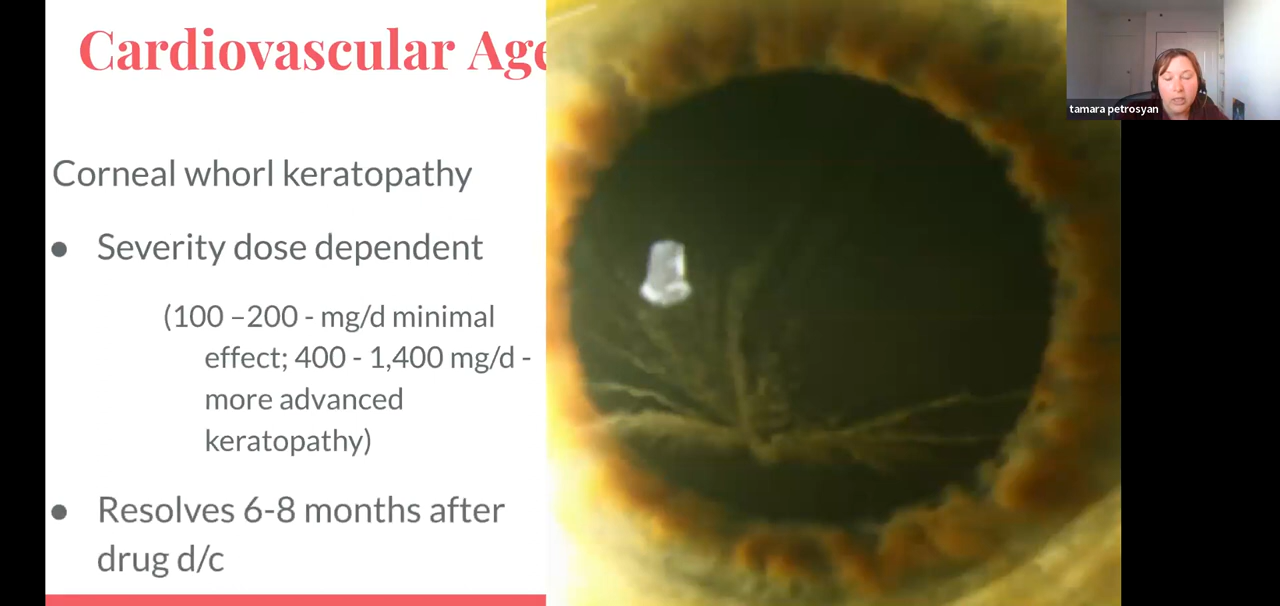 Cardiovascular Age
tamara petrosyan
Corneal whorl keratopathy
● Severity dose dependent
(100 –200 - mg/d minimal
effect; 400 - 1,400 mg/d -
more advanced
keratopathy)
● Resolves 6-8 months after
drug d/c